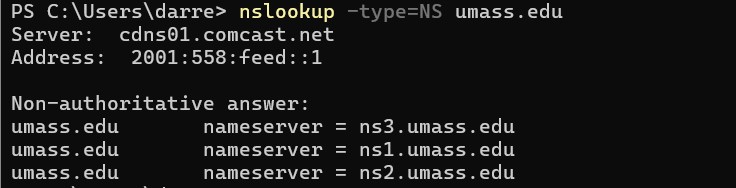 PS C:\Users\darre> nslookup -type=NS umass.edu
Server:  cdns01.comcast.net
Address:  2001:558:feed::1

Non-authoritative answer:
umass.edu       nameserver = ns3.umass.edu
umass.edu       nameserver = ns1.umass.edu
umass.edu       nameserver = ns2.umass.edu